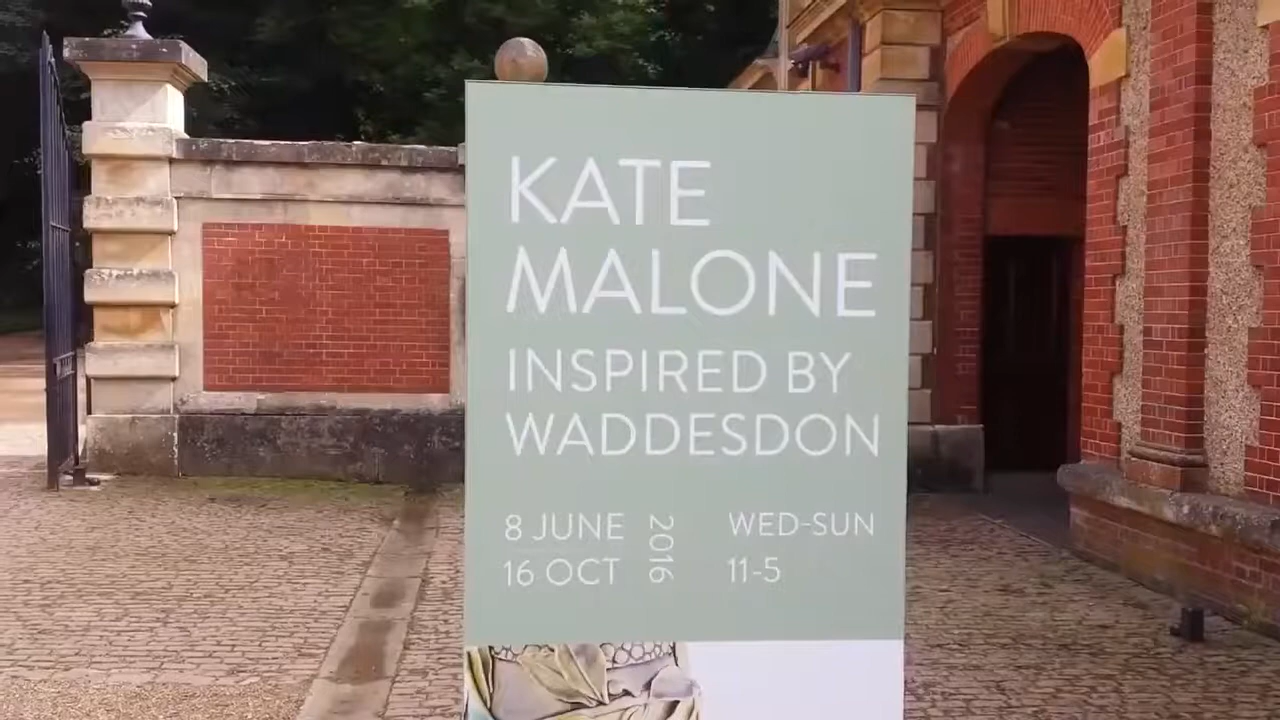 KATE
MALONE
INSPIRED BY
WADDESDON
8 JUNE
16 OCT
2016
WED-SUN
11-5